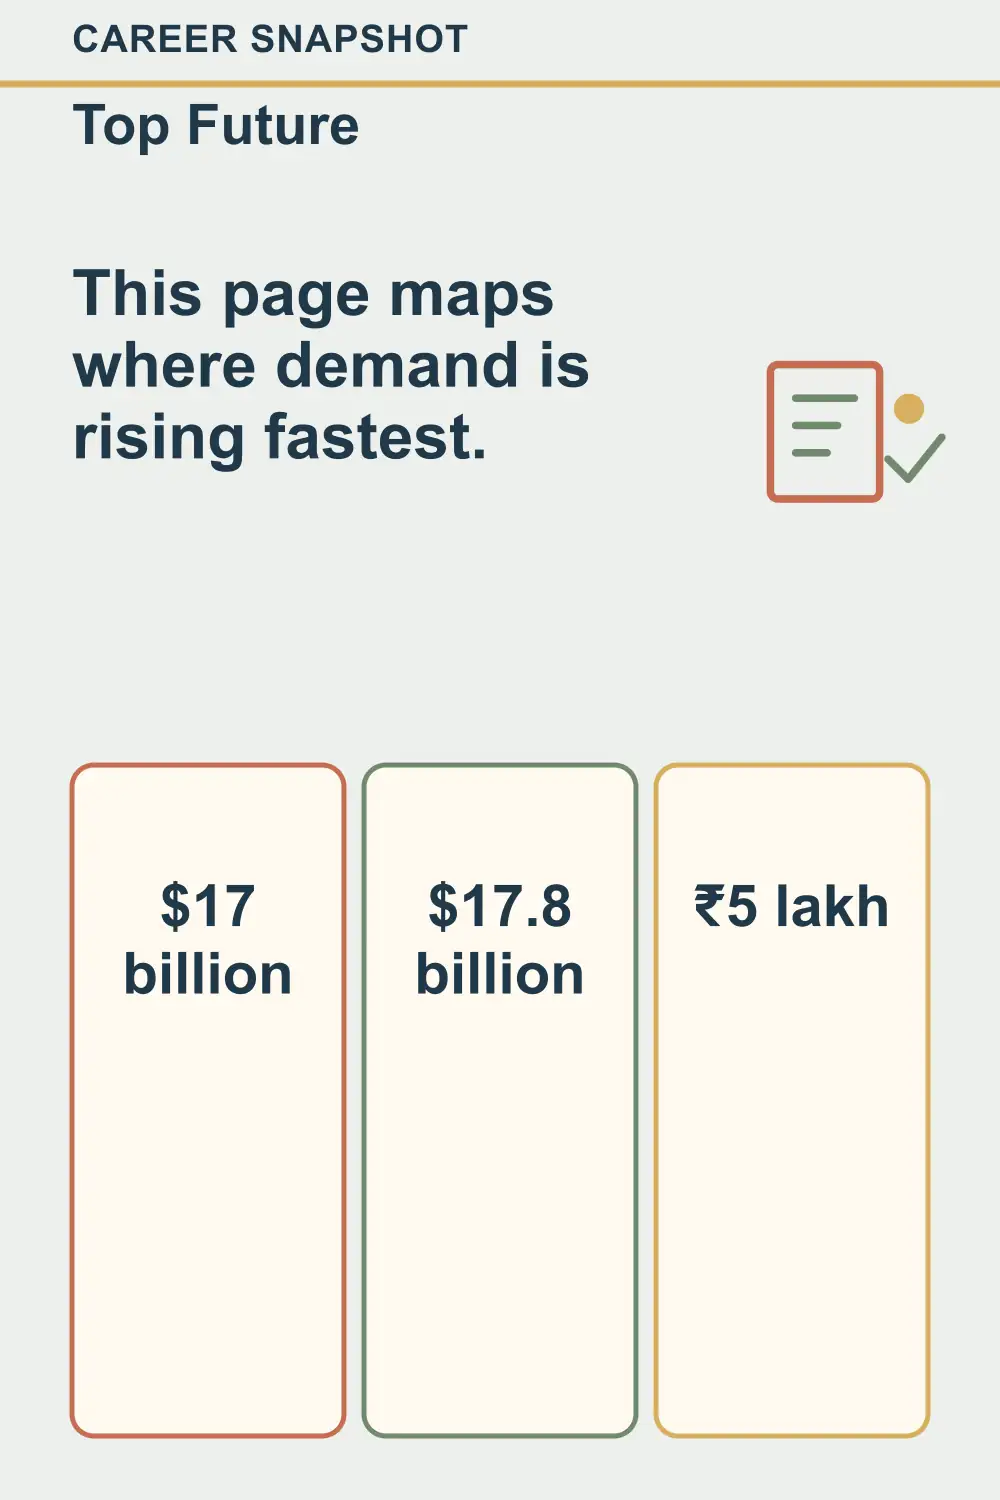 CAREER SNAPSHOT
Top Future
This page maps
where demand is
rising fastest.
$17
billion
$17.8
billion
₹5 lakh